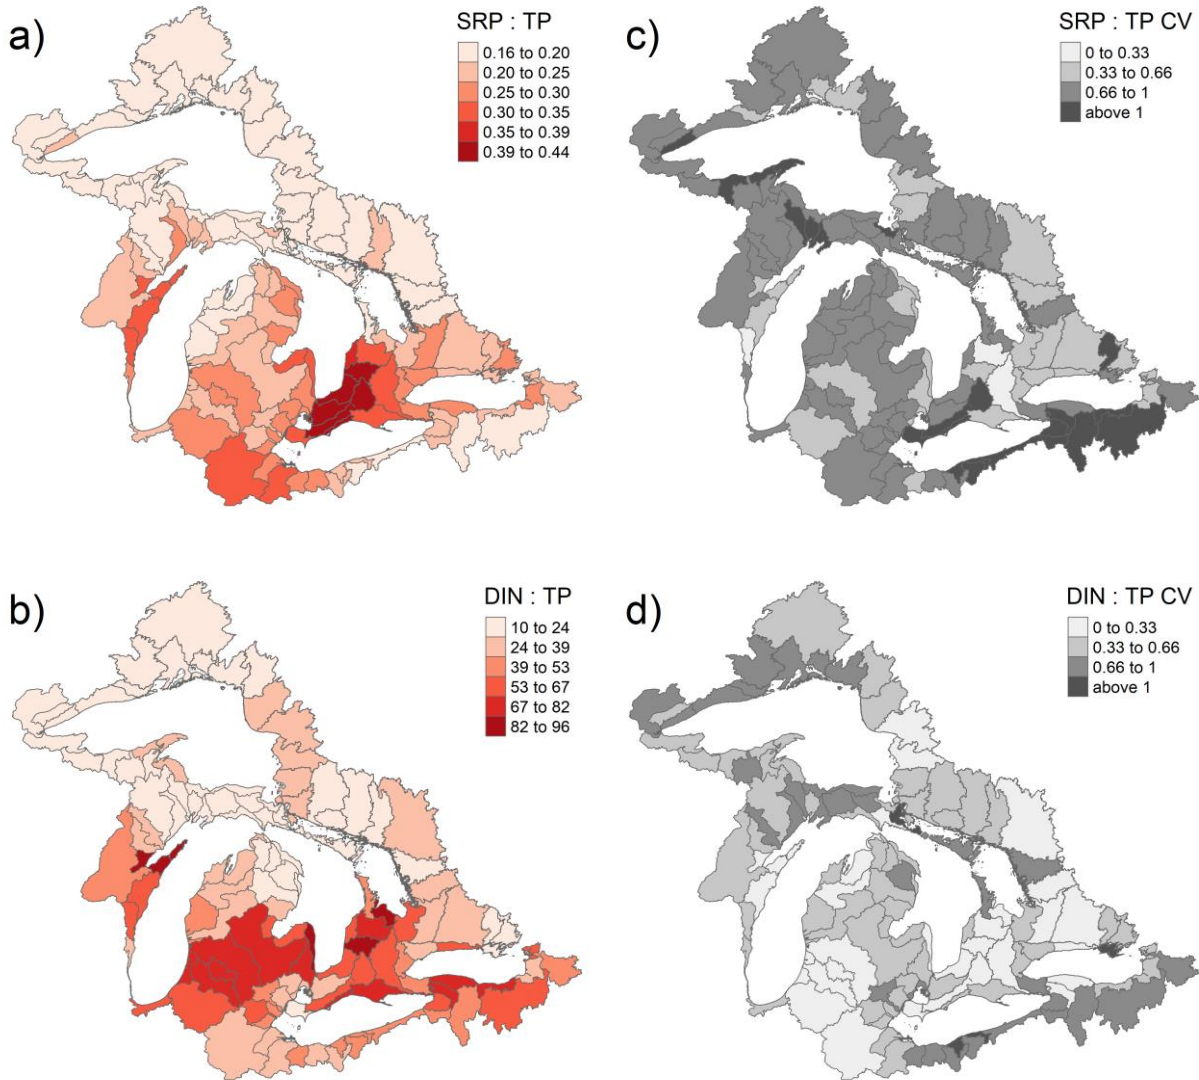 a)
SRP : TP
0.16 to 0.20
0.20 to 0.25
0.25 to 0.30
0.30 to 0.35
0.35 to 0.39
0.39 to 0.44
c)
SRP : TP CV
0 to 0.33
0.33 to 0.66
0.66 to 1
above 1
b)
DIN : TP
10 to 24
24 to 39
39 to 53
53 to 67
67 to 82
82 to 96
d)
DIN : TP CV
0 to 0.33
0.33 to 0.66
0.66 to 1
above 1